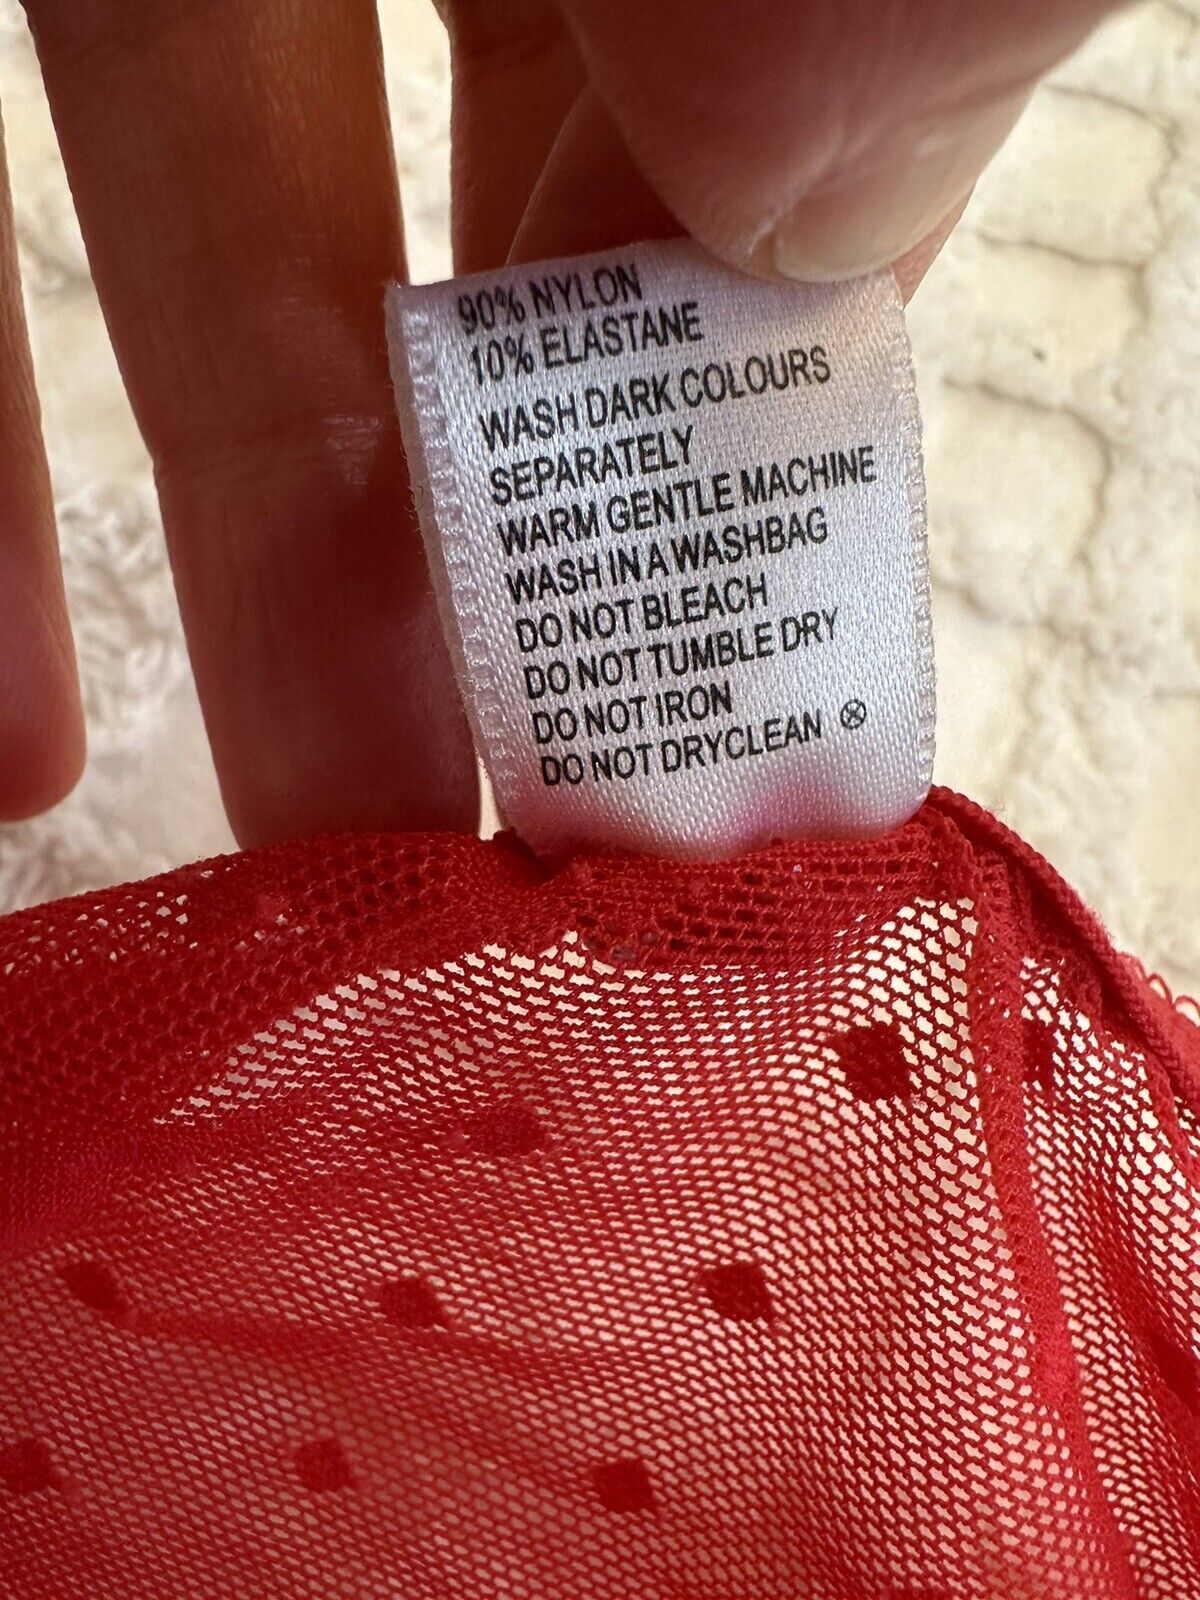 90% NYLON
10% ELASTANE
WASH DARK COLOURS
SEPARATELY
WARM GENTLE MACHINE
WASH IN A WASHBAG
DO NOT BLEACH
DO NOT TUMBLE DRY
DO NOT IRON
DO NOT DRYCLEAN